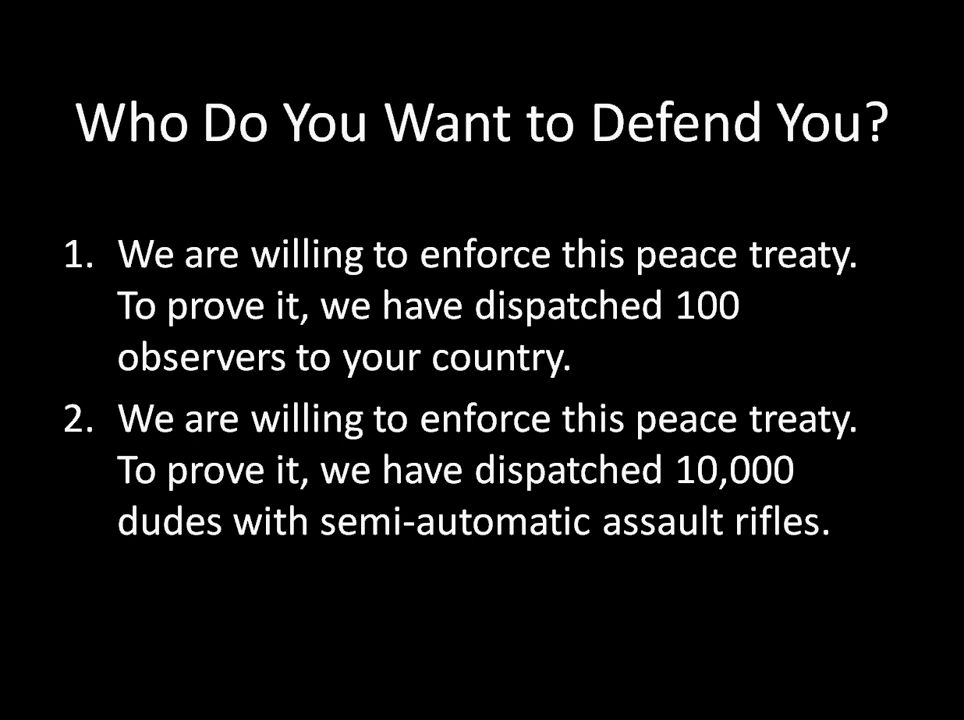 Who Do You Want to Defend You?
1. We are willing to enforce this peace treaty.
To prove it, we have dispatched 100
observers to your country.
2. We are willing to enforce this peace treaty.
To prove it, we have dispatched 10,000
dudes with semi-automatic assault rifles.